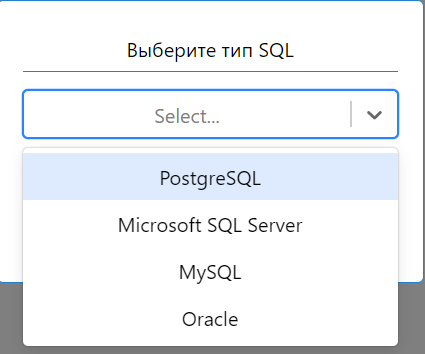 Выберите тип SQL
Select...
PostgreSQL
Microsoft SQL Server
MySQL
Oracle